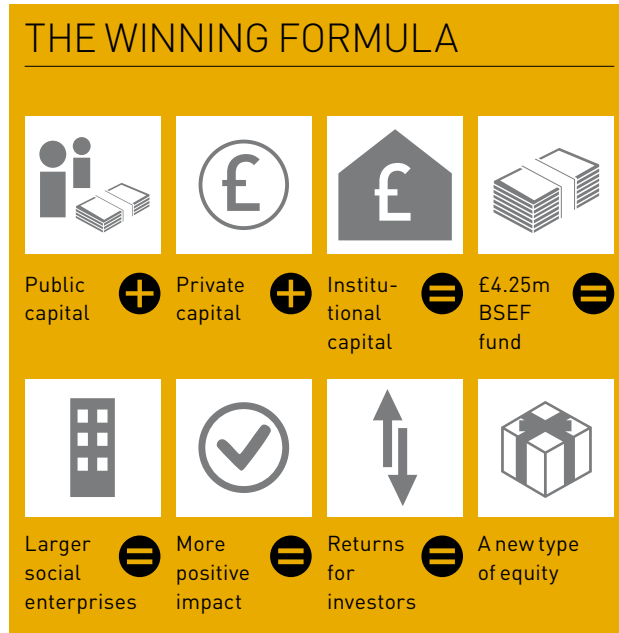 THE WINNING FORMULA
£
£
Public
capital
+
Private
capital
+
Institu-
tional
capital
=
£4.25m
BSEF
fund
=
Larger
social
enterprises
=
More
positive
impact
=
Returns
for
investors
=
A new type
of equity